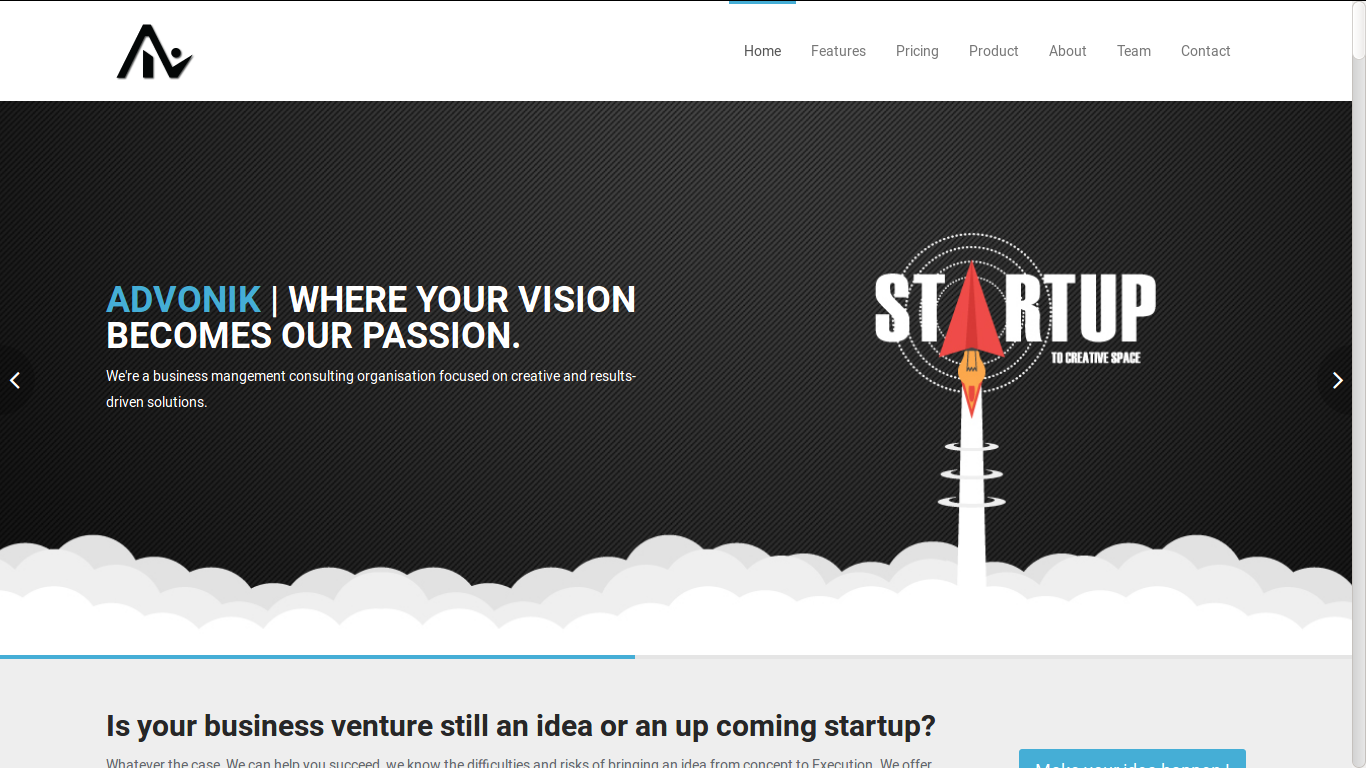 Home Features Pricing Product About Team Contact
ADVONIK | WHERE YOUR VISION
BECOMES OUR PASSION.
We're a business mangement consulting organisation focused on creative and results-
driven solutions.
STARTUP
TO CREATIVE SPACE
Is your business venture still an idea or an up coming startup?
Whatever the case, We can help you succeed, we know the difficulties and risks of bringing an idea from concept to Execution. We offer
Make your idea happen !